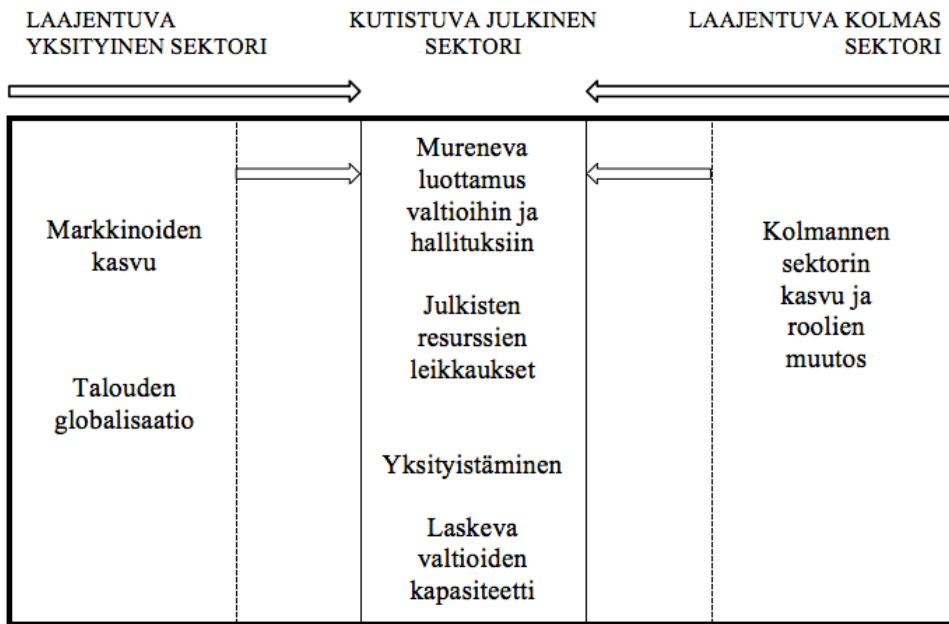 LAAJENTUVA
YKSITYINEN SEKTORI
KUTISTUVA JULKINEN
SEKTORI
LAAJENTUVA KOLMAS
SEKTORI
Markkinoiden
kasvu
Talouden
globalisaatio
Mureneva
luottamus
valtioihin ja
hallituksiin
Julkisten
resurssien
leikkaukset
Yksityistäminen
Laskeva
valtioiden
kapasiteetti
Kolmannen
sektorin
kasvu ja
roolien
muutos